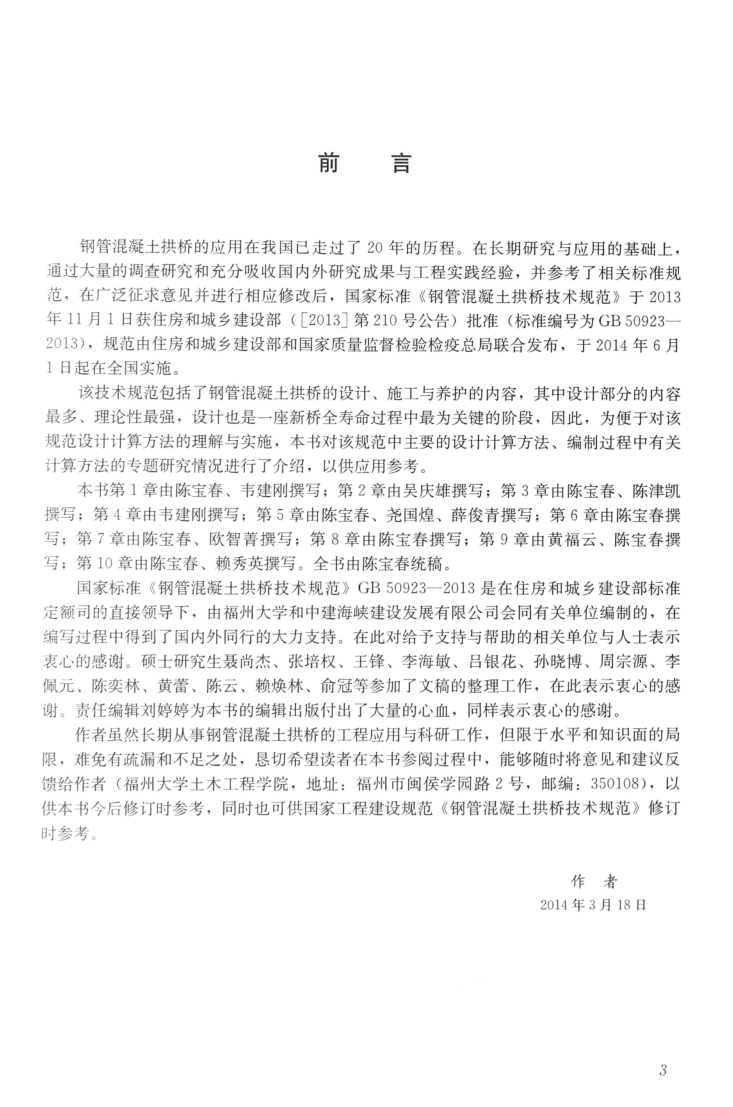 前 言
钢管混凝土拱桥的应用在我国已走过了 20 年的历程。在长期研究与应用的基础上，
通过大量的调查研究和充分吸收国内外研究成果与工程实践经验，并参考了相关标准规
范，在广泛征求意见并进行相应修改后，国家标准《钢管混凝土拱桥技术规范》于 2013
年 11 月 1 日获住房和城乡建设部（［2013］第 210 号公告）批准（标准编号为 GB 50923—
2013），规范由住房和城乡建设部和国家质量监督检验检疫总局联合发布，于 2014 年 6 月
1 日起在全国实施。
该技术规范包括了钢管混凝土拱桥的设计、施工与养护的内容，其中设计部分的内容
最多、理论性最强，设计也是一座新桥全寿命过程中最为关键的阶段，因此，为便于对该
规范设计计算方法的理解与实施，本书对该规范中主要的设计计算方法、编制过程中有关
计算方法的专题研究情况进行了介绍，以供应用参考。
本书第 1 章由陈宝春、韦建刚撰写；第 2 章由吴庆雄撰写；第 3 章由陈宝春、陈津凯
撰写；第 4 章由韦建刚撰写；第 5 章由陈宝春、尧国煌、薛俊青撰写；第 6 章由陈宝春撰
写；第 7 章由陈宝春、欧智菁撰写；第 8 章由陈宝春撰写；第 9 章由黄福云、陈宝春撰
写；第 10 章由陈宝春、赖秀英撰写。全书由陈宝春统稿。
国家标准《钢管混凝土拱桥技术规范》GB 50923—2013 是在住房和城乡建设部标准
定额司的直接领导下，由福州大学和中建海峡建设发展有限公司会同有关单位编制的，在
编写过程中得到了国内外同行的大力支持。在此对给予支持与帮助的相关单位与人士表示
衷心的感谢。硕士研究生聂尚杰、张培权、王锋、李海敏、吕银花、孙晓博、周宗源、李
佩元、陈奕林、黄蕾、陈云、赖焕林、俞冠等参加了文稿的整理工作，在此表示衷心的感
谢。责任编辑刘婷婷为本书的编辑出版付出了大量的心血，同样表示衷心的感谢。
作者虽然长期从事钢管混凝土拱桥的工程应用与科研工作，但限于水平和知识面的局
限，难免有疏漏和不足之处，恳切希望读者在本书参阅过程中，能够随时将意见和建议反
馈给作者（福州大学土木工程学院，地址：福州市闽侯学园路 2 号，邮编：350108），以
供本书今后修订时参考，同时也可供国家工程建设规范《钢管混凝土拱桥技术规范》修订
时参考。
作 者
2014 年 3 月 18 日
3